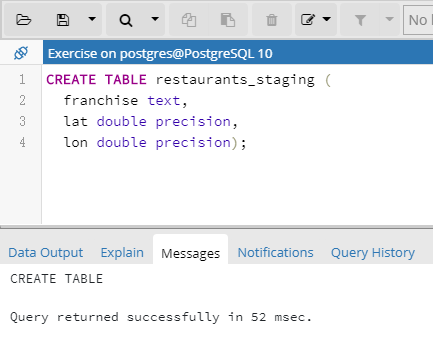 No
Exercise on postgres@PostgreSQL 10
1 CREATE TABLE restaurants_staging (
2 franchise text,
3 lat double precision,
4 lon double precision);
Data Output Explain Messages Notifications Query History
CREATE TABLE
Query returned successfully in 52 msec.